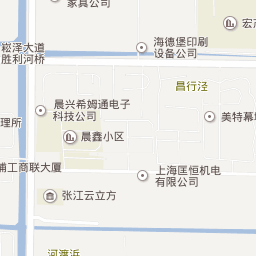 家具公司
宏
松泽大道
胜利河桥
海德堡印刷
设备公司
昌行泾
晨兴希姆通电子
科技公司
美特幕
理所
晨鑫小区
浦工商联大厦
上海匡恒机电
有限公司
张江云立方
河渡浜